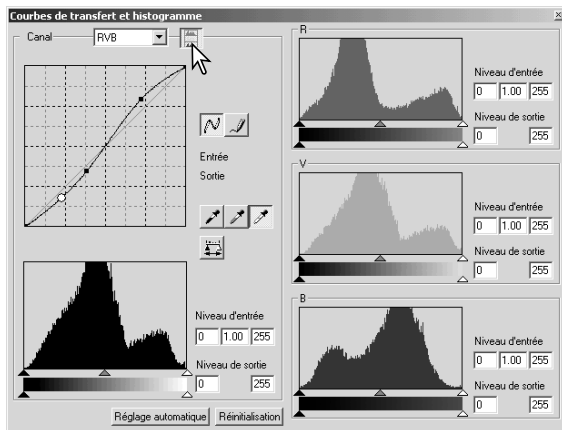 Courbes de transfert et histogramme
Canal RVB
Entrée
Sortie
Niveau d'entrée
0 1.00 255
Niveau de sortie
0 255
Réglage automatique Réinitialisation
R
Niveau d'entrée
0 1.00 255
Niveau de sortie
0 255
V
Niveau d'entrée
0 1.00 255
Niveau de sortie
0 255
B
Niveau d'entrée
0 1.00 255
Niveau de sortie
0 255